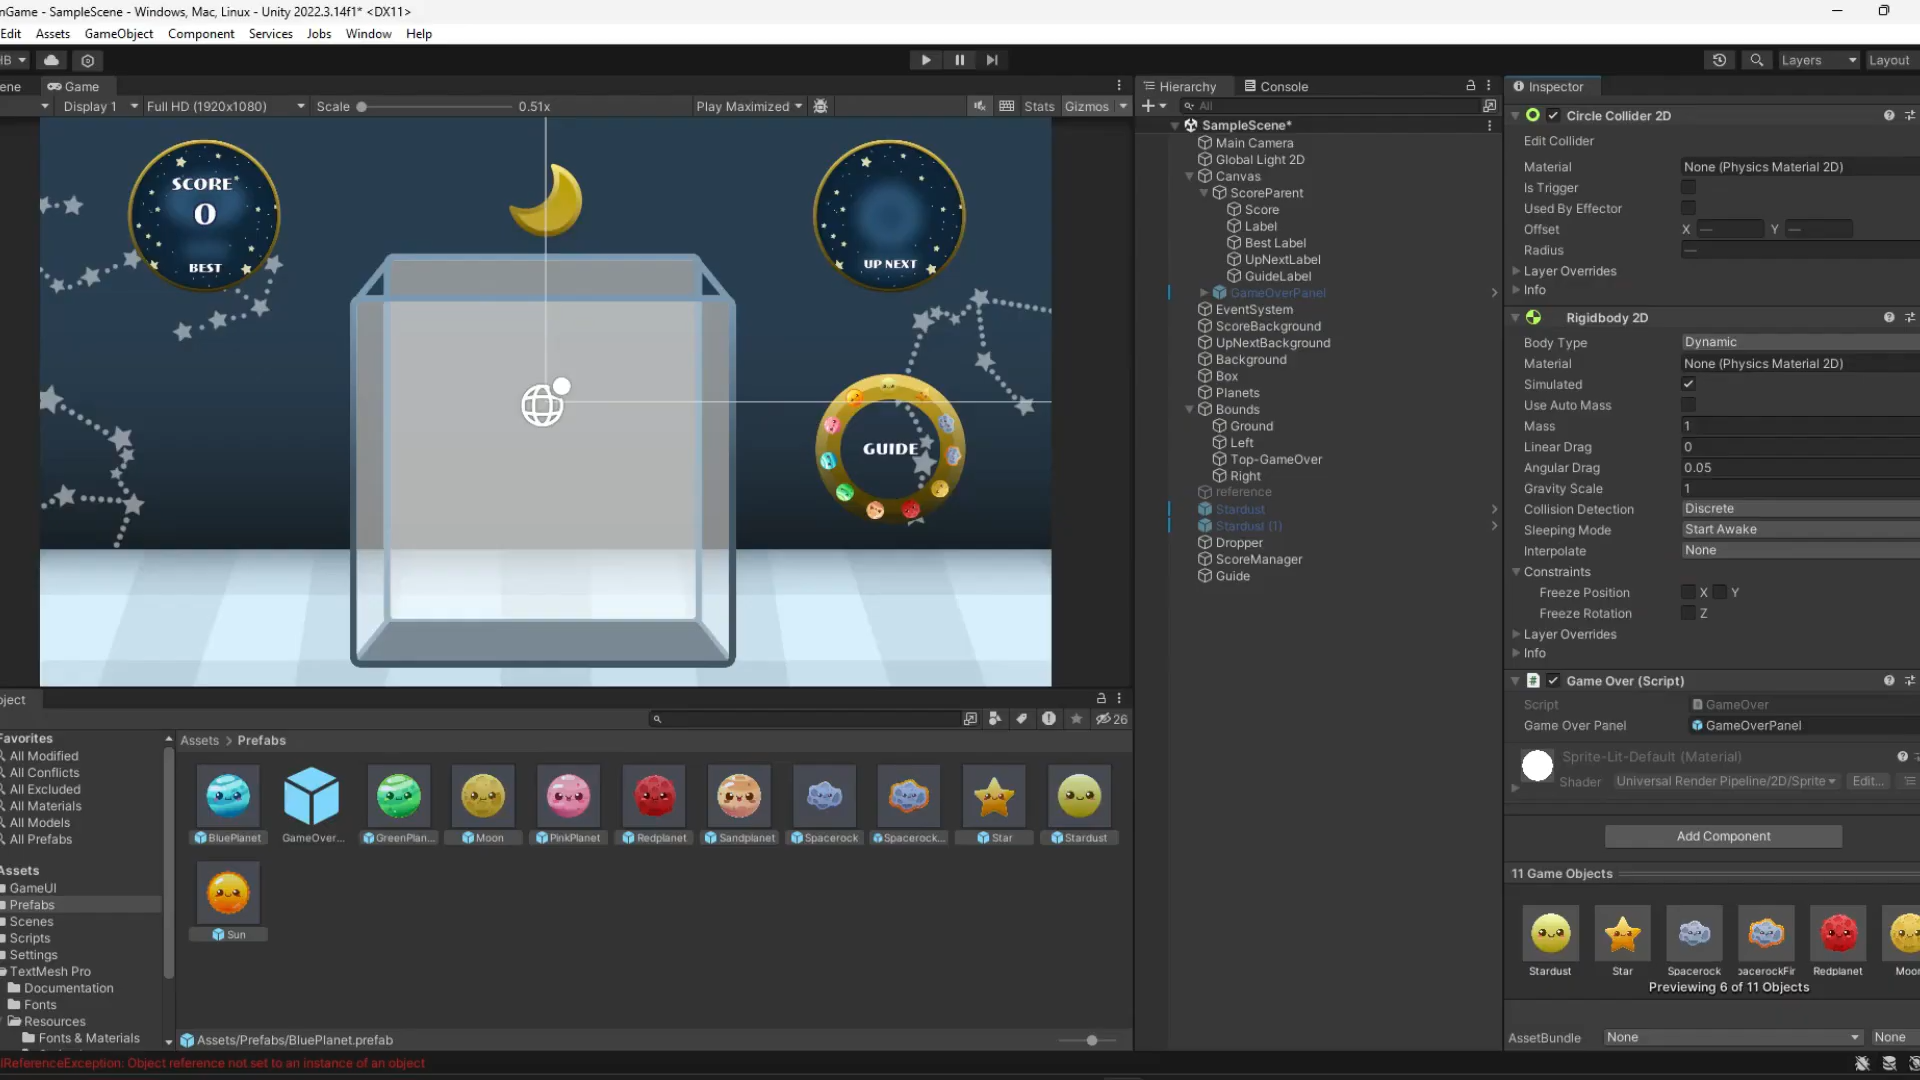 nGame - SampleScene - Windows, Mac, Linux - Unity 2022.3.14f1* <DX11>
Edit Assets GameObject Component Services Jobs Window Help
HB
Layers
Layout
ene
Game
Display 1
Full HD (1920x1080)
Scale
0.51x
Play Maximized
Stats
Gizmos
SCORE
0
BEST
UP NEXT
GUIDE
Hierarchy
Console
All
SampleScene*
Main Camera
Global Light 2D
Canvas
ScoreParent
Score
Label
Best Label
UpNextLabel
GuideLabel
GameOverPanel
EventSystem
ScoreBackground
UpNextBackground
Background
Box
Planets
Bounds
Ground
Left
Top-GameOver
Right
reference
Stardust
Stardust (1)
Dropper
ScoreManager
Guide
Inspector
Circle Collider 2D
Edit Collider
Material
None (Physics Material 2D)
Is Trigger
Used By Effector
Offset
X —
Y —
Radius
—
Layer Overrides
Info
Rigidbody 2D
Body Type
Dynamic
Material
None (Physics Material 2D)
Simulated
Use Auto Mass
Mass
1
Linear Drag
0
Angular Drag
0.05
Gravity Scale
1
Collision Detection
Discrete
Sleeping Mode
Start Awake
Interpolate
None
Constraints
Freeze Position
X
Y
Freeze Rotation
Z
Layer Overrides
Info
Game Over (Script)
Script
GameOver
Game Over Panel
GameOverPanel
Sprite-Lit-Default (Material)
Shader
Universal Render Pipeline/2D/Sprite
Edit...
Add Component
11 Game Objects
Stardust
Star
Spacerock
pacerockFir
Redplanet
Moon
Previewing 6 of 11 Objects
AssetBundle
None
None
oject
26
Favorites
All Modified
All Conflicts
All Excluded
All Materials
All Models
All Prefabs
Assets
GameUI
Prefabs
Scenes
Scripts
Settings
TextMesh Pro
Documentation
Fonts
Resources
Fonts & Materials
Assets > Prefabs
BluePlanet
GameOver...
GreenPlan...
Moon
PinkPlanet
Redplanet
Sandplanet
Spacerock
Spacerock...
Star
Stardust
Sun
Assets/Prefabs/BluePlanet.prefab
lReferenceException: Object reference not set to an instance of an object